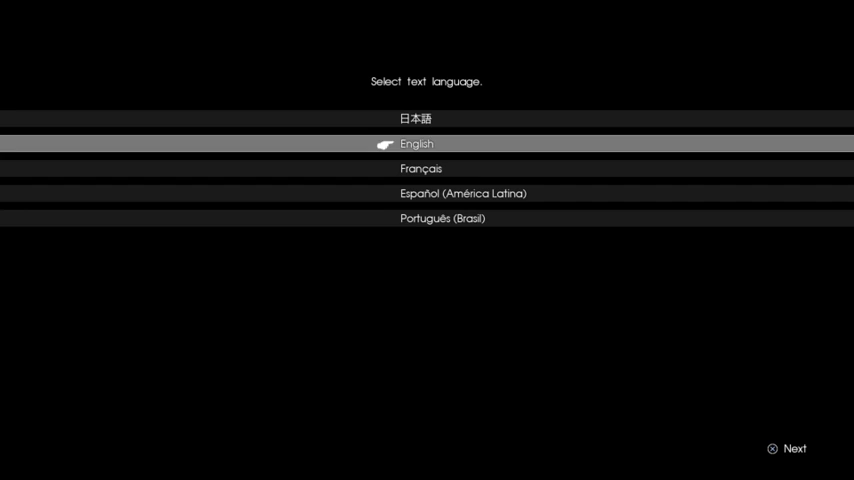 Select text language.
日本語
English
Français
Español (América Latina)
Português (Brasil)
Next